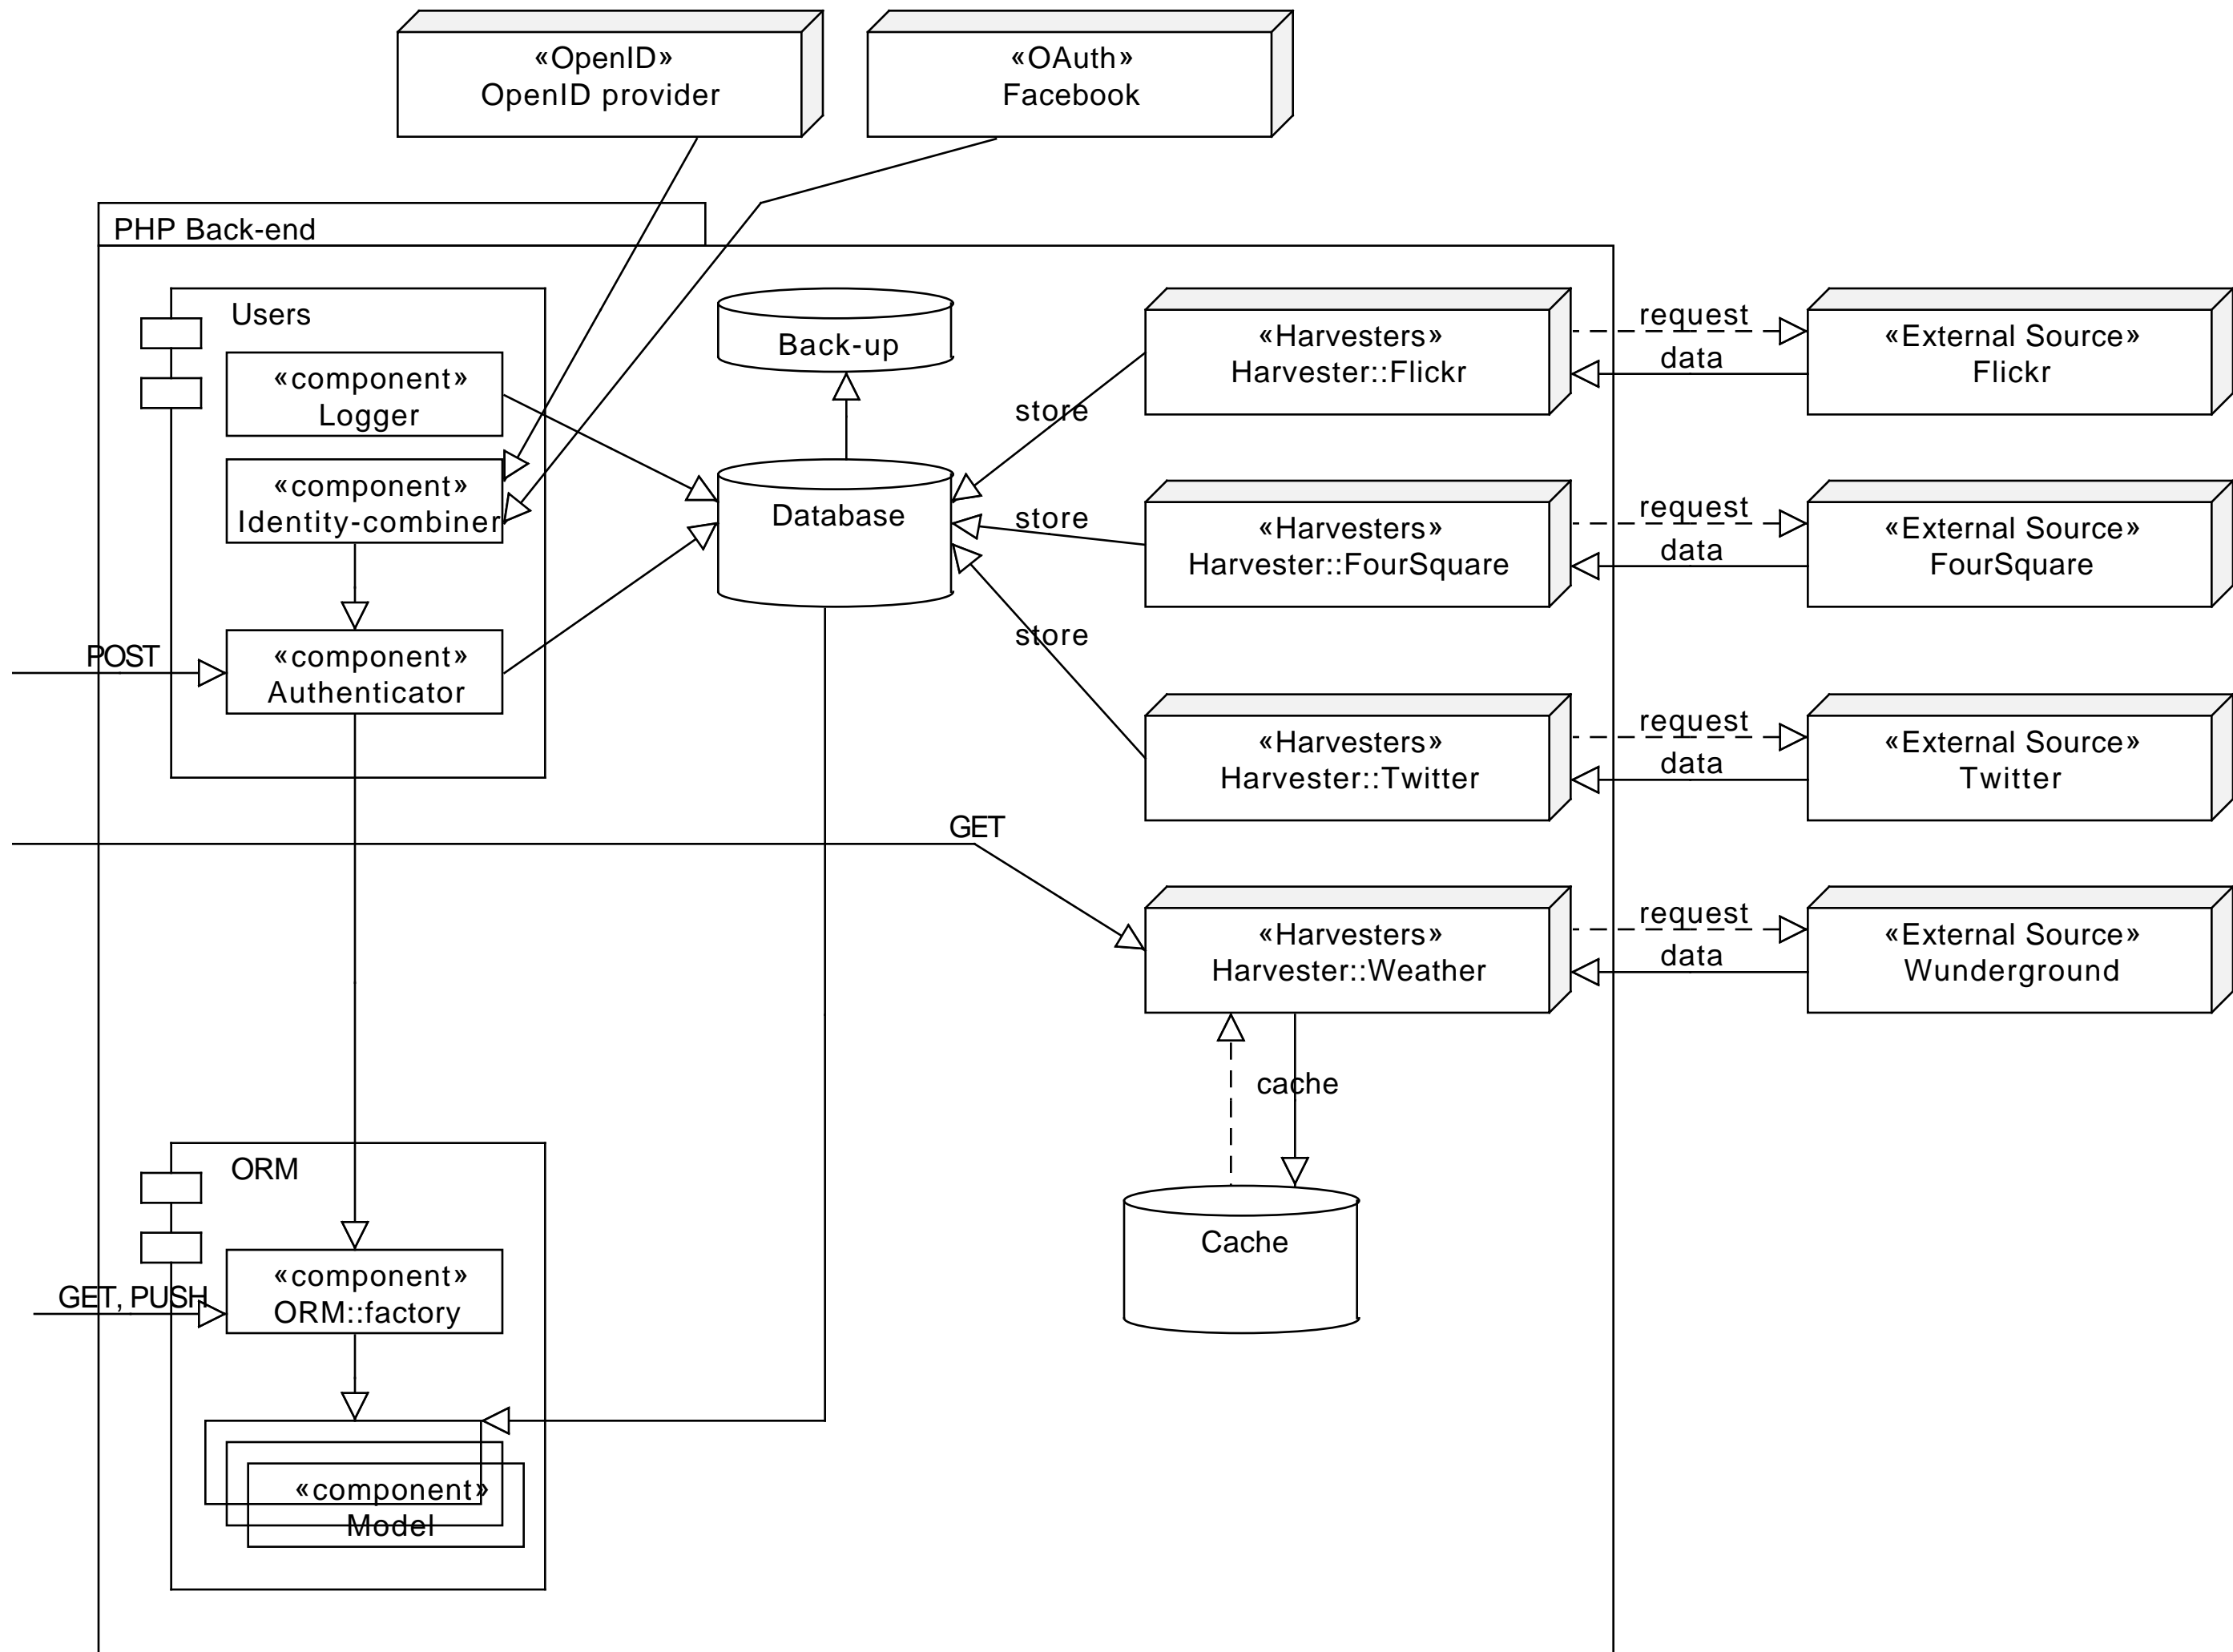 «OpenID»
OpenID provider
«OAuth»
Facebook
PHP Back-end
Users
«component»
Logger
«component»
Identity-combiner
«component»
Authenticator
POST
Back-up
Database
store
store
store
«Harvesters»
Harvester::Flickr
request
data
«External Source»
Flickr
«Harvesters»
Harvester::FourSquare
request
data
«External Source»
FourSquare
«Harvesters»
Harvester::Twitter
request
data
«External Source»
Twitter
GET
«Harvesters»
Harvester::Weather
request
data
«External Source»
Wunderground
cache
Cache
ORM
«component»
ORM::factory
GET, PUSH
«component»
Model